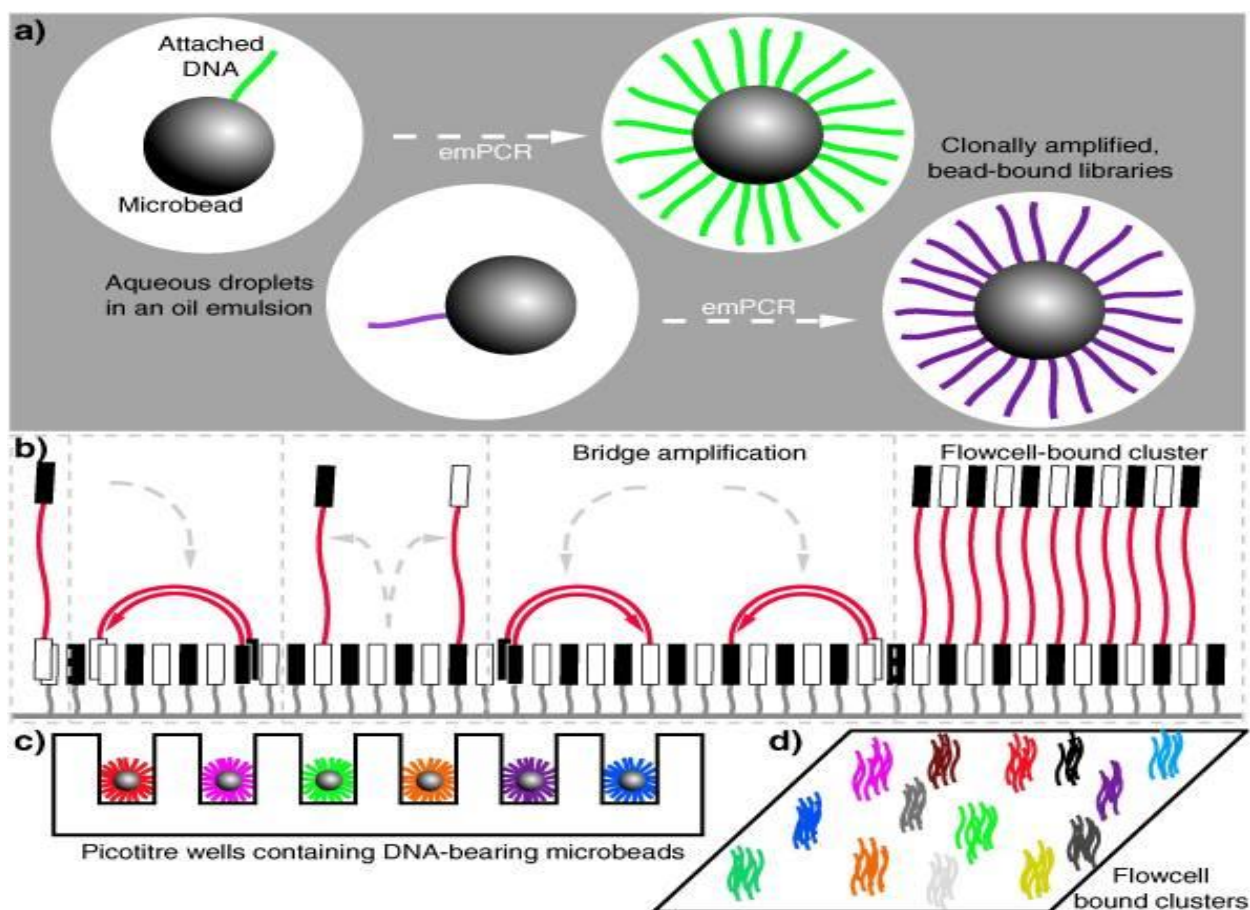 a)
Attached
DNA
Microbead
emPCR
Clonally amplified,
bead-bound libraries
Aqueous droplets
in an oil emulsion
emPCR
b)
Bridge amplification
Flowcell-bound cluster
c)
Picotitre wells containing DNA-bearing microbeads
d)
Flowcell
bound clusters